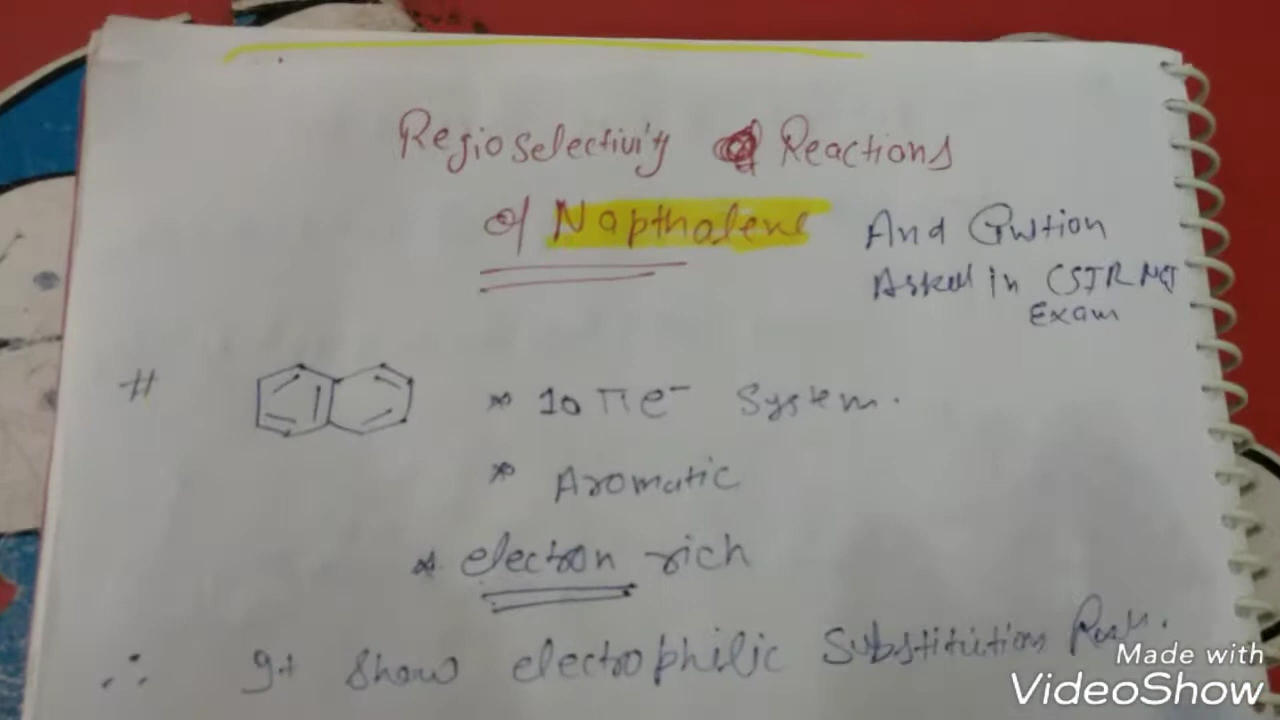 Regioselectivity Reactions
of Napthalene And Qustion
Asked in CSIR NET
Exam
# * 10 π e⁻ System.
* Aromatic
* electron rich
∴ It Show electrophilic Substitution Rxn.
Made with
VideoShow